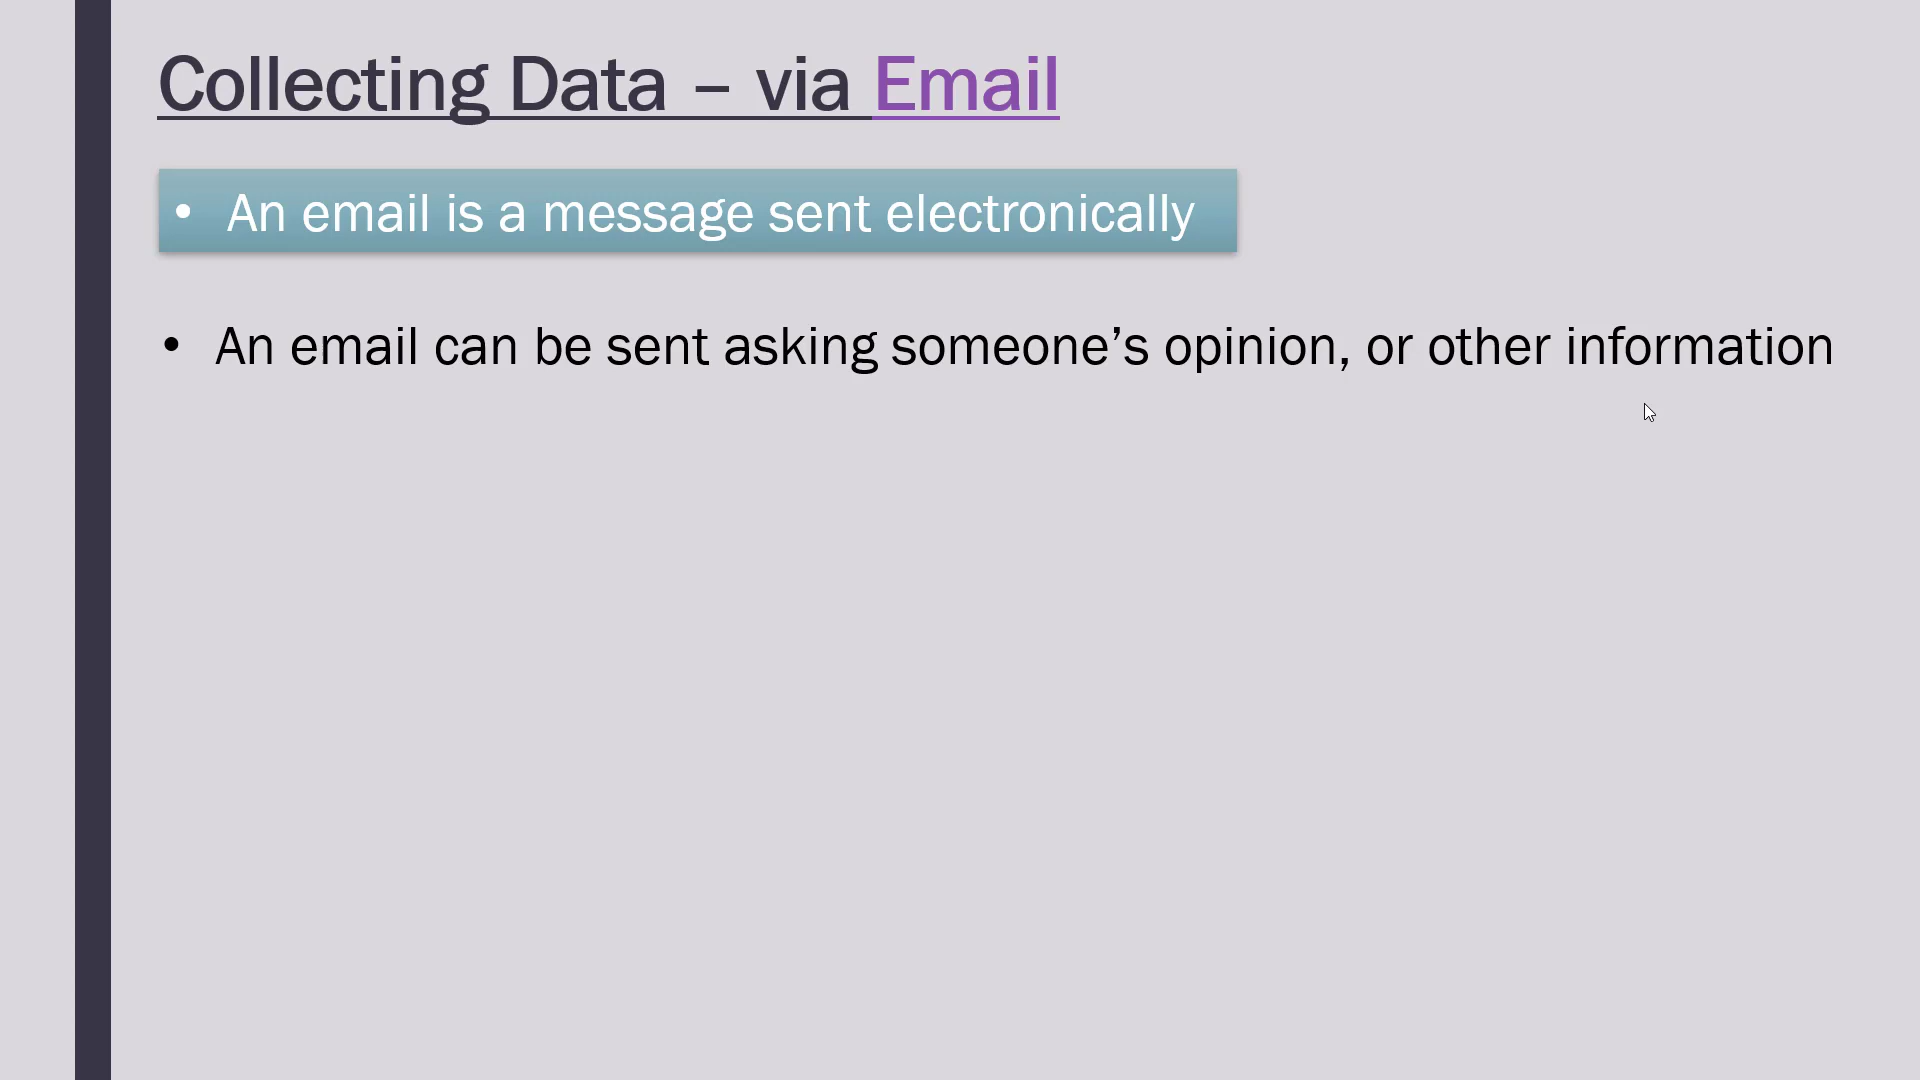 Collecting Data – via Email
• An email is a message sent electronically
• An email can be sent asking someone’s opinion, or other information